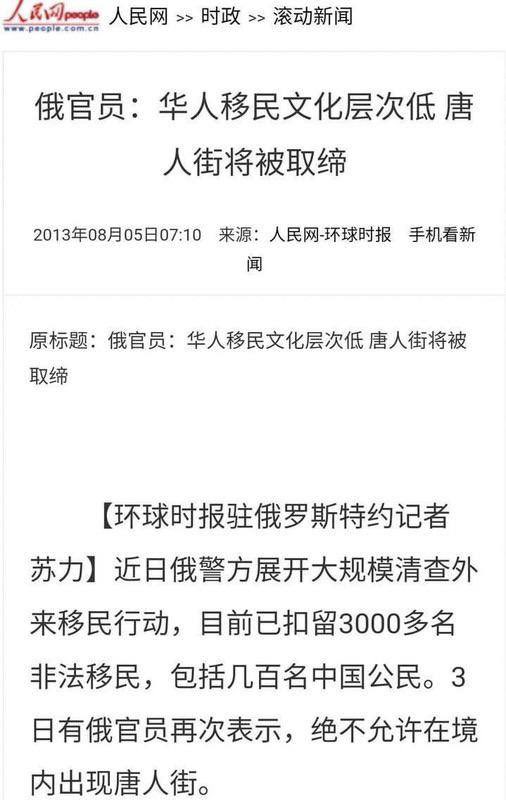 人民网people
www.people.com.cn
人民网 >> 时政 >> 滚动新闻
俄官员：华人移民文化层次低 唐
人街将被取缔
2013年08月05日07:10 来源：人民网-环球时报 手机看新
闻
原标题：俄官员：华人移民文化层次低 唐人街将被
取缔
【环球时报驻俄罗斯特约记者
苏力】近日俄警方展开大规模清查外
来移民行动，目前已扣留3000多名
非法移民，包括几百名中国公民。3
日有俄官员再次表示，绝不允许在境
内出现唐人街。